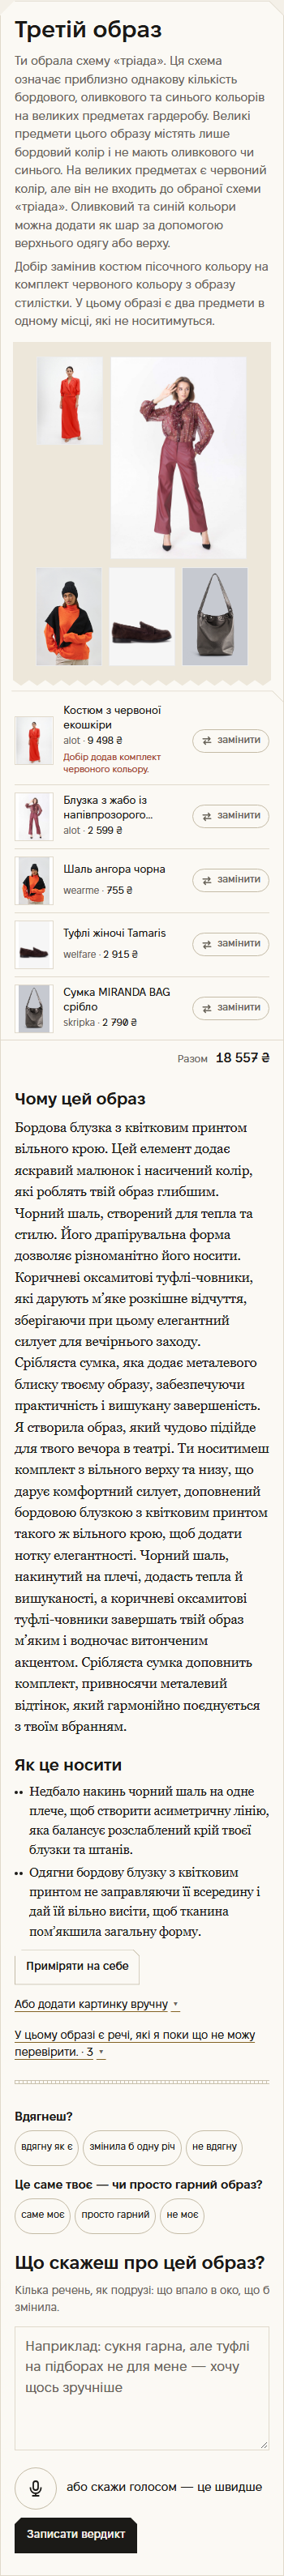 Третій образ
Ти обрала схему «тріада». Ця схема
означає приблизно однакову кількість
бордового, оливкового та синього кольорів
на великих предметах гардеробу. Великі
предмети цього образу містять лише
бордовий колір і не мають оливкового чи
синього. На великих предметах є червоний
колір, але він не входить до обраної схеми
«тріада». Оливковий та синій кольори
можна додати як шар за допомогою
верхнього одягу або верху.
Добір замінив костюм пісочного кольору на
комплект червоного кольору з образу
стилістки. У цьому образі є два предмети в
одному місці, які не носитимуться.
Костюм з червоної
екошкіри
alot · 9 498 ₴
Добір додав комплект
червоного кольору.
замінити
Блузка з жабо із
напівпрозорого...
alot · 2 599 ₴
замінити
Шаль ангора чорна
wearme · 755 ₴
замінити
Туфлі жіночі Tamaris
welfare · 2 915 ₴
замінити
Сумка MIRANDA BAG
срібло
skripka · 2 790 ₴
замінити
Разом 18 557 ₴
Чому цей образ
Бордова блузка з квітковим принтом
вільного крою. Цей елемент додає
яскравий малюнок і насичений колір,
які роблять твій образ глибшим.
Чорний шаль, створений для тепла та
стилю. Його драпірувальна форма
дозволяє різноманітно його носити.
Коричневі оксамитові туфлі-човники,
які дарують м’яке розкішне відчуття,
зберігаючи при цьому елегантний
силует для вечірнього заходу.
Срібляста сумка, яка додає металевого
блиску твоєму образу, забезпечуючи
практичність і вишукану завершеність.
Я створила образ, який чудово підійде
для твого вечора в театрі. Ти носитимеш
комплект з вільного верху та низу, що
дарує комфортний силует, доповнений
бордовою блузкою з квітковим принтом
такого ж вільного крою, щоб додати
нотку елегантності. Чорний шаль,
накинутий на плечі, додасть тепла й
вишуканості, а коричневі оксамитові
туфлі-човники завершать твій образ
м’яким і водночас витонченим
акцентом. Срібляста сумка доповнить
комплект, привносячи металевий
відтінок, який гармонійно поєднується
з твоїм вбранням.
Як це носити
•• Недбало накинь чорний шаль на одне
плече, щоб створити асиметричну лінію,
яка балансує розслаблений крій твоєї
блузки та штанів.
•• Одягни бордову блузку з квітковим
принтом не заправляючи її всередину і
дай їй вільно висіти, щоб тканина
пом’якшила загальну форму.
Приміряти на себе
Або додати картинку вручну ▾
У цьому образі є речі, які я поки що не можу
перевірити. · 3 ▾
Вдягнеш?
вдягну як є
змінила б одну річ
не вдягну
Це саме твоє — чи просто гарний образ?
саме моє
просто гарний
не моє
Що скажеш про цей образ?
Кілька речень, як подрузі: що впало в око, що б
змінила.
Наприклад: сукня гарна, але туфлі
на підборах не для мене — хочу
щось зручніше
або скажи голосом — це швидше
Записати вердикт